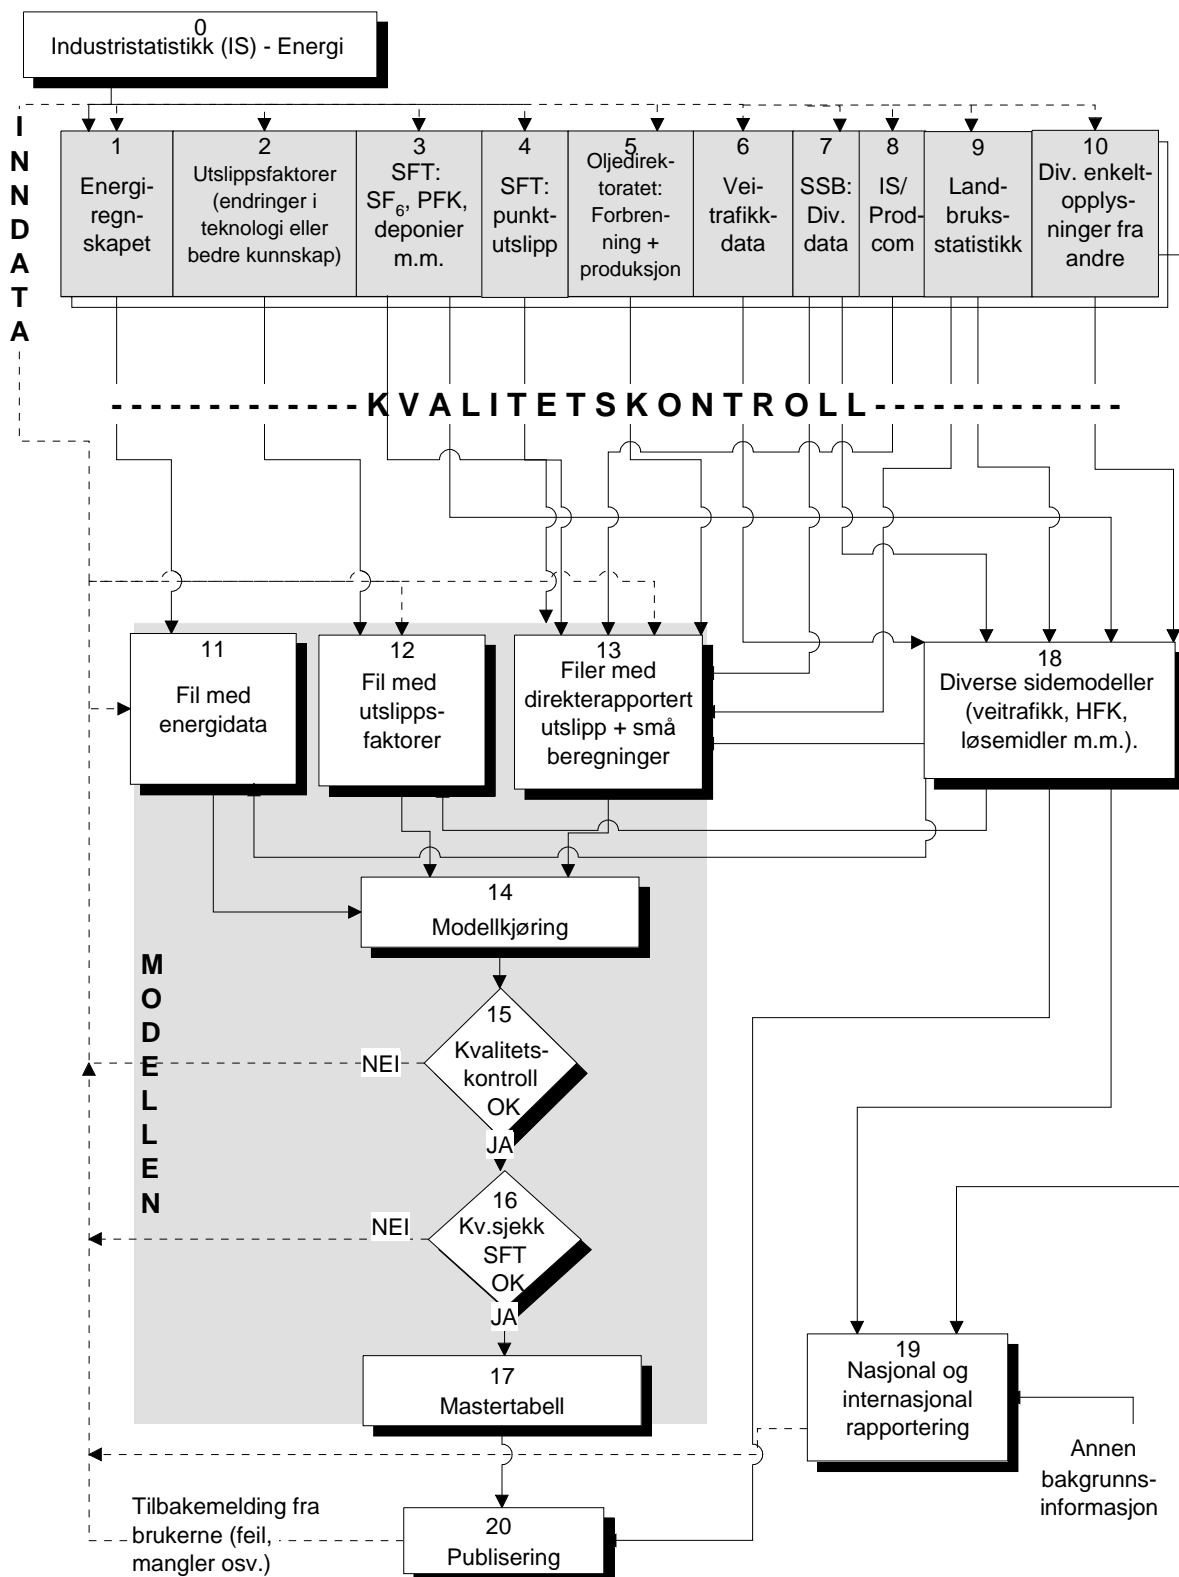 0
Industristatistikk (IS) - Energi
INNDATA
1
Energi-
regn-
skapet
2
Utslippsfaktorer
(endringer i
teknologi eller
bedre kunnskap)
3
SFT:
SF6, PFK,
deponier
m.m.
4
SFT:
punkt-
utslipp
5
Oljedirek-
toratet:
Forbren-
ning +
produksjon
6
Vei-
trafikk-
data
7
SSB:
Div.
data
8
IS/
Prod-
com
9
Land-
bruks-
statistikk
10
Div. enkelt-
opplys-
ninger fra
andre
KVALITETSKONTROLL
11
Fil med
energidata
12
Fil med
utslipps-
faktorer
13
Filer med
direkterapportert
utslipp + små
beregninger
18
Diverse sidemodeller
(veitrafikk, HFK,
løsemidler m.m.).
14
Modellkjøring
MODELLEN
15
Kvalitets-
kontroll
OK
NEI
JA
16
Kv.sjekk
SFT
OK
NEI
JA
17
Mastertabell
19
Nasjonal og
internasjonal
rapportering
Annen
bakgrunns-
informasjon
Tilbakemelding fra
brukerne (feil,
mangler osv.)
20
Publisering